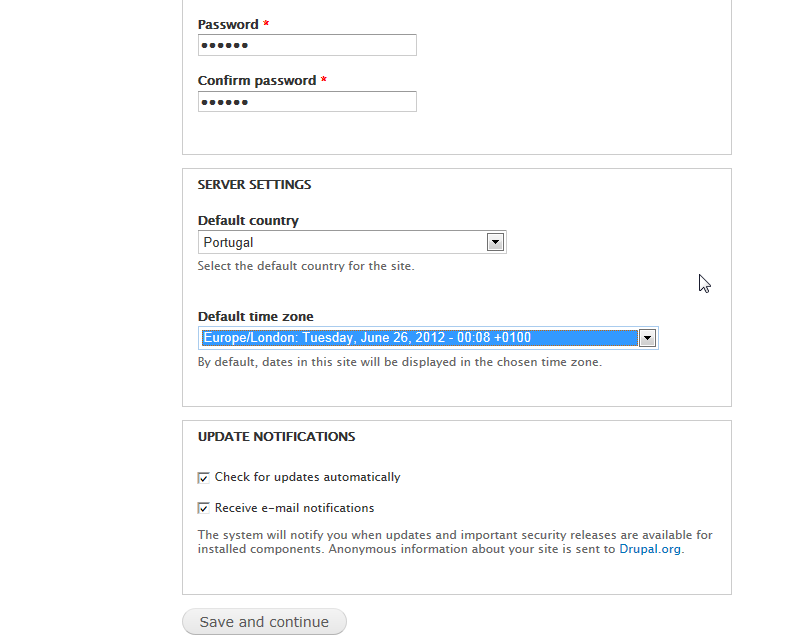 Password *
••••••
Confirm password *
••••••
SERVER SETTINGS
Default country
Portugal
Select the default country for the site.
Default time zone
Europe/London: Tuesday, June 26, 2012 - 00:08 +0100
By default, dates in this site will be displayed in the chosen time zone.
UPDATE NOTIFICATIONS
Check for updates automatically
Receive e-mail notifications
The system will notify you when updates and important security releases are available for
installed components. Anonymous information about your site is sent to Drupal.org.
Save and continue